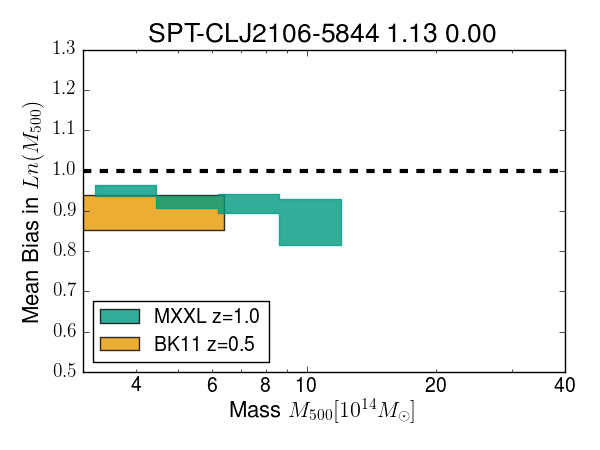 SPT-CLJ2106-5844 1.13 0.00
1.3
1.2
1.1
1.0
0.9
0.8
0.7
0.6
0.5
Mean Bias in Ln(M500)
MXXL z=1.0
BK11 z=0.5
4 6 8 10 20 40
Mass M500[10^14 M⊙]